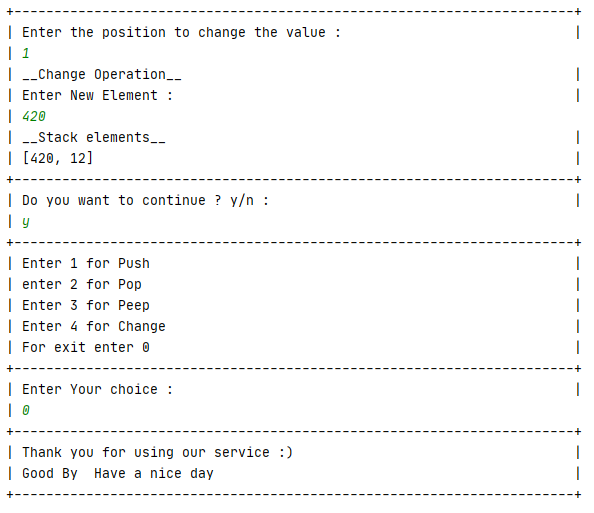 +----------------------------------------------------------------------+
| Enter the position to change the value :                             |
| 1
| __Change Operation__                                                 |
| Enter New Element :                                                  |
| 420
| __Stack elements__                                                   |
| [420, 12]                                                            |
+----------------------------------------------------------------------+
| Do you want to continue ? y/n :                                      |
| y
+----------------------------------------------------------------------+
| Enter 1 for Push                                                     |
| enter 2 for Pop                                                      |
| Enter 3 for Peep                                                     |
| Enter 4 for Change                                                   |
| For exit enter 0                                                     |
+----------------------------------------------------------------------+
| Enter Your choice :                                                  |
| 0
+----------------------------------------------------------------------+
| Thank you for using our service :)                                   |
| Good By  Have a nice day                                             |
+----------------------------------------------------------------------+